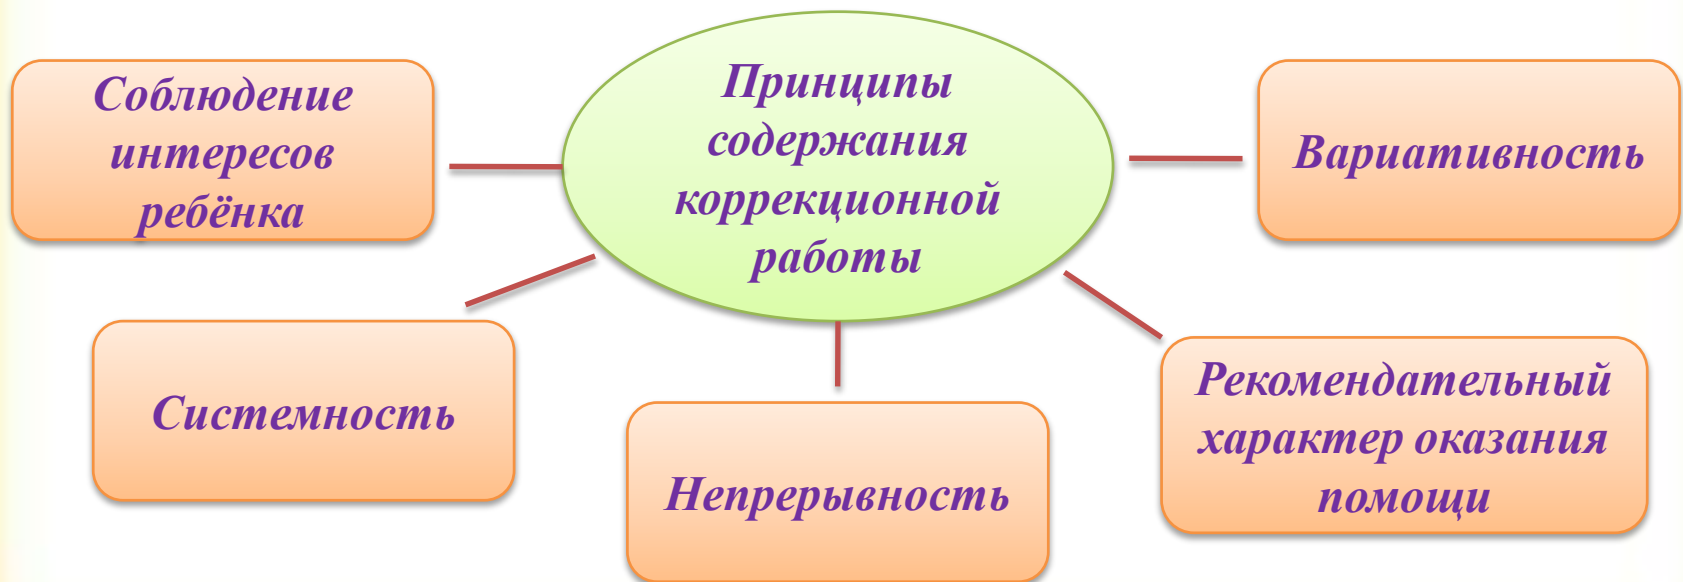 Принципы
содержания
коррекционной
работы
Соблюдение
интересов
ребёнка
Вариативность
Системность
Непрерывность
Рекомендательный
характер оказания
помощи